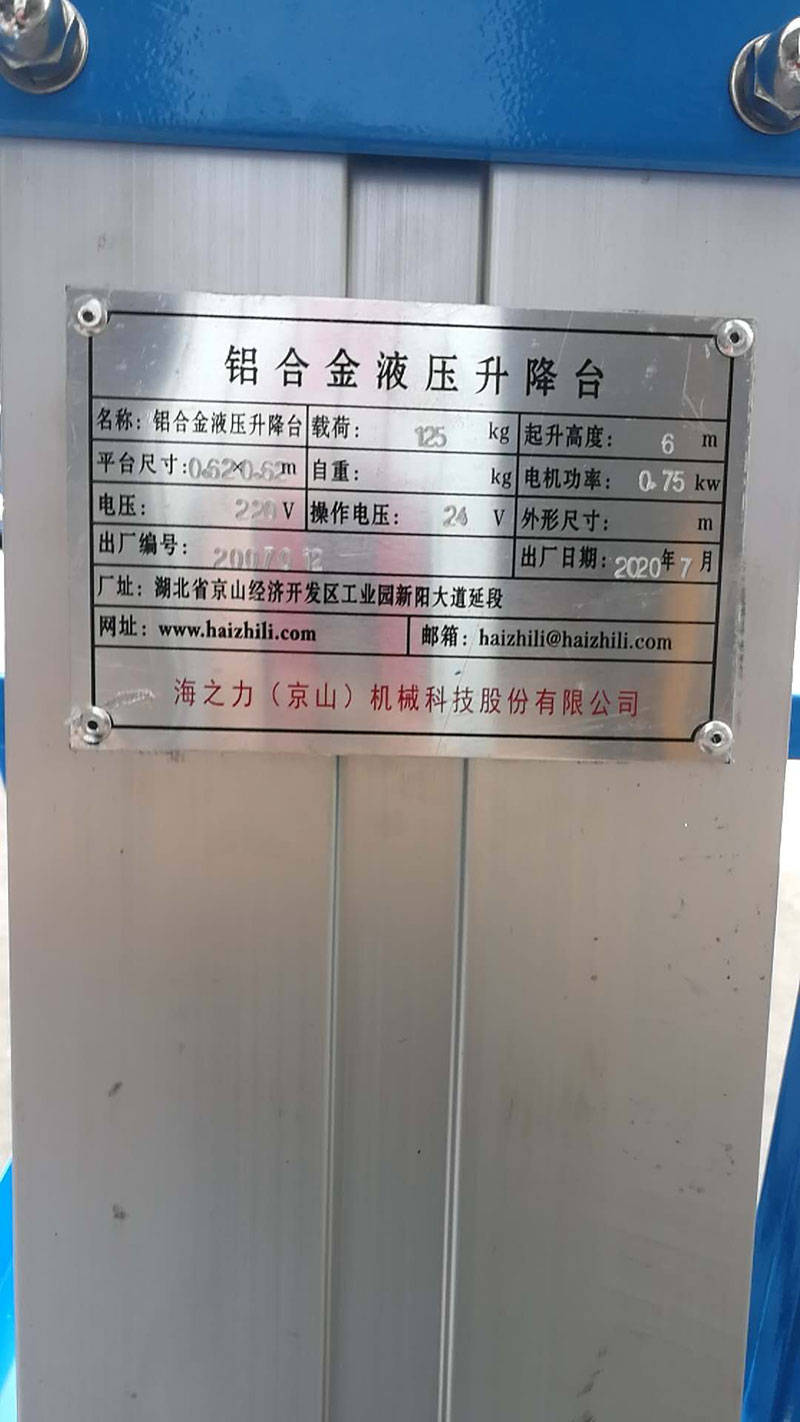 铝合金液压升降台
名称：铝合金液压升降台 载荷：125 kg 起升高度：6 m
平台尺寸：0.62×0.62m 自重： kg 电机功率：0.75 kw
电压：220 V 操作电压：24 V 外形尺寸： m
出厂编号： 出厂日期：2020年7月
厂址：湖北省京山经济开发区工业园新阳大道延段
网址：www.haizhili.com 邮箱：haizhili@haizhili.com
海之力（京山）机械科技股份有限公司